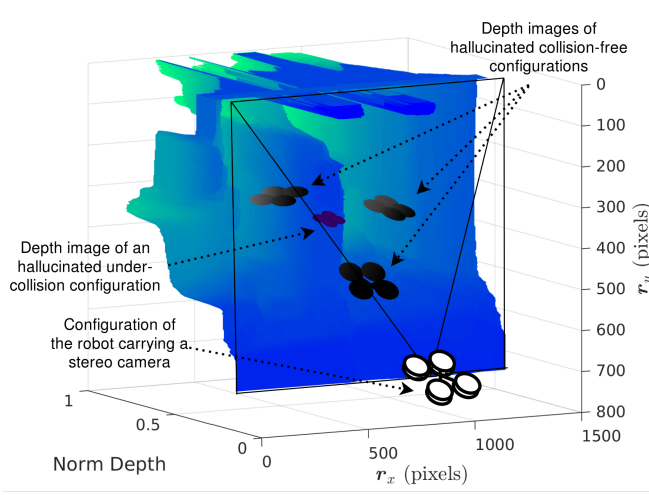 Depth images of
hallucinated collision-free
configurations
0
100
200
300
400
500
600
700
800
r_y (pixels)
Depth image of an
hallucinated under-
collision configuration
Configuration of
the robot carrying a
stereo camera
1
0.5
0
Norm Depth
0
500
1000
1500
r_x (pixels)